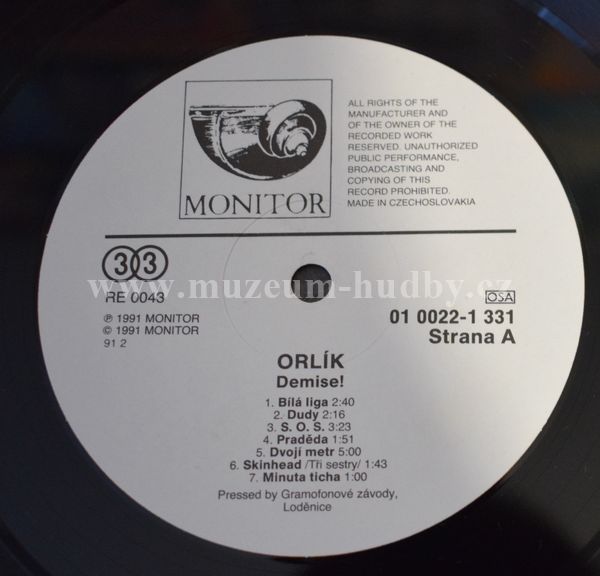 ALL RIGHTS OF THE
MANUFACTURER AND
OF THE OWNER OF THE
RECORDED WORK
RESERVED. UNAUTHORIZED
PUBLIC PERFORMANCE,
BROADCASTING AND
COPYING OF THIS
RECORD PROHIBITED.
MADE IN CZECHOSLOVAKIA
MONITOR
33
RE 0043
℗ 1991 MONITOR
© 1991 MONITOR
91 2
www.muzeum-hudby.cz
OSA
01 0022-1 331
Strana A
ORLÍK
Demise!
1. Bílá liga 2:40
2. Dudy 2:16
3. S. O. S. 3:23
4. Praděda 1:51
5. Dvojí metr 5:00
6. Skinhead /Tři sestry/ 1:43
7. Minuta ticha 1:00
Pressed by Gramofonové závody,
Loděnice